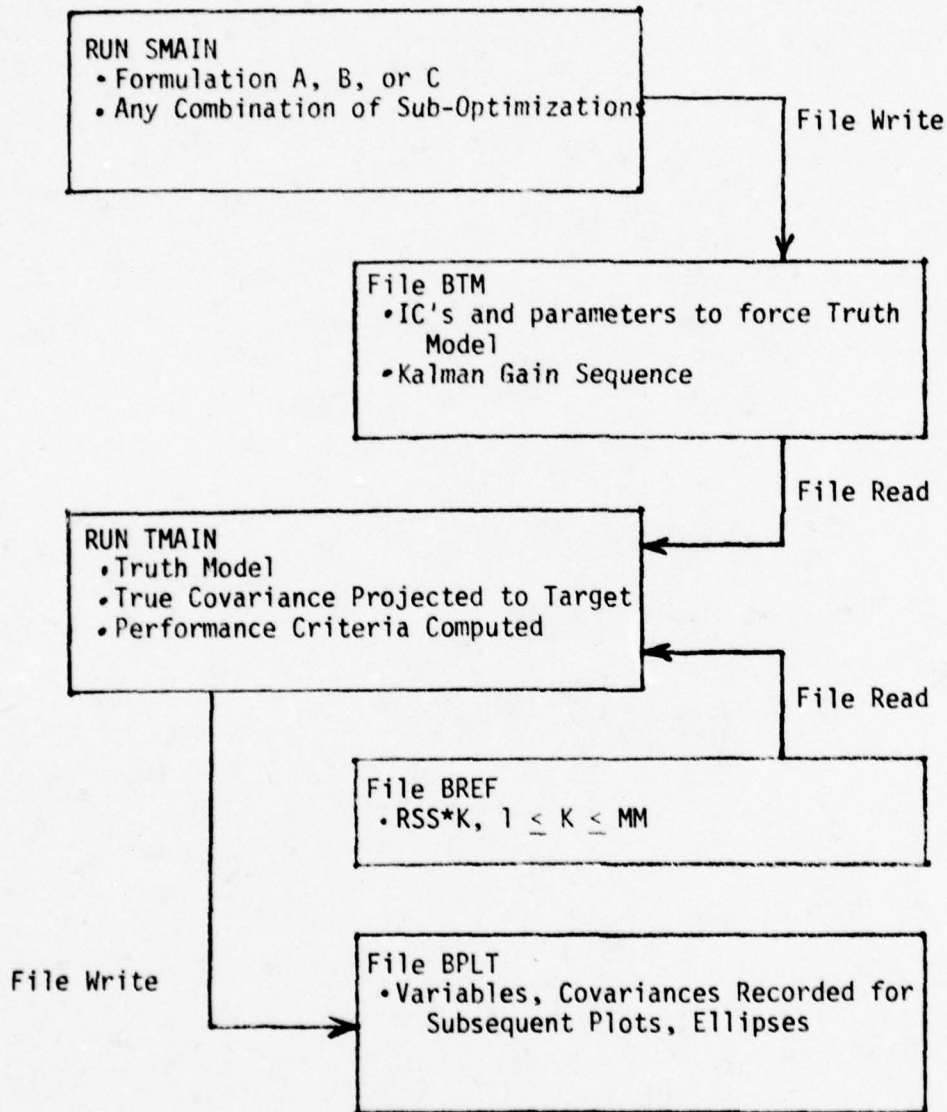 RUN SMAIN
• Formulation A, B, or C
• Any Combination of Sub-Optimizations
File Write
File BTM
• IC's and parameters to force Truth
Model
• Kalman Gain Sequence
File Read
RUN TMAIN
• Truth Model
• True Covariance Projected to Target
• Performance Criteria Computed
File Read
File BREF
• RSS*K, 1 ≤ K ≤ MM
File Write
File BPLT
• Variables, Covariances Recorded for
Subsequent Plots, Ellipses